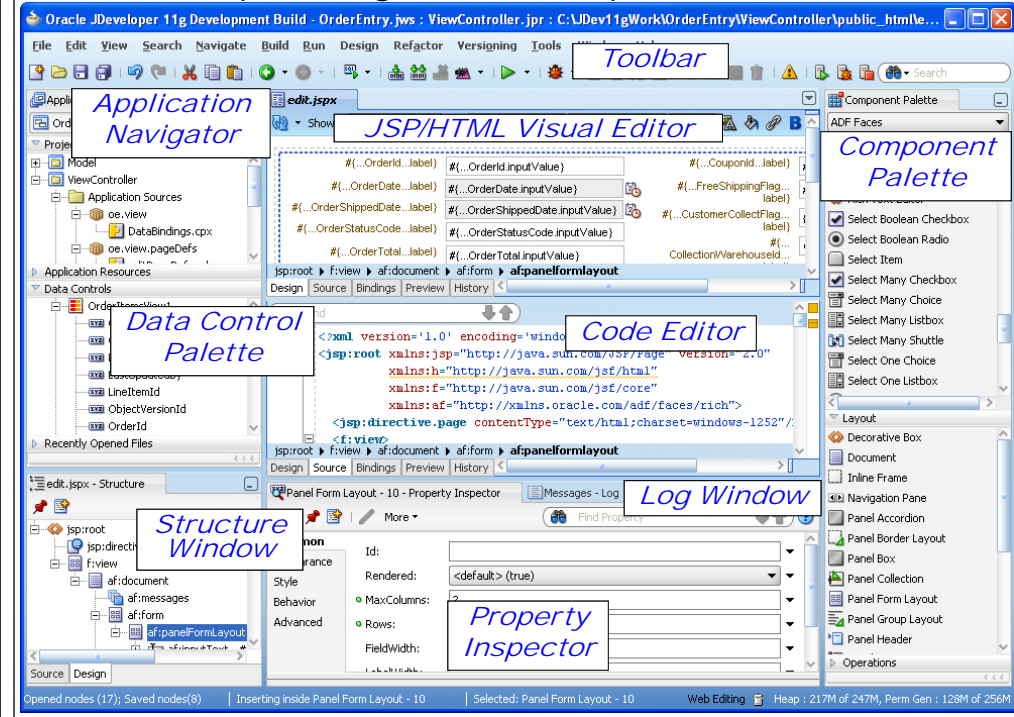 Oracle JDeveloper 11g Development Build - OrderEntry.jws : ViewController.jpr : C:\JDev11gWork\OrderEntry\ViewController\public_html\e...
File Edit View Search Navigate Build Run Design Refactor Versioning Tools
Toolbar
Search
Application
Navigator
Projec
Model
ViewController
Application Sources
oe.view
DataBindings.cpx
oe.view.pageDefs
Application Resources
Data Controls
OrderItemsView1
Data Control
Palette
LastUpdatedBy
LineItemId
ObjectVersionId
OrderId
Recently Opened Files
edit.jspx
Show
JSP/HTML Visual Editor
#{...OrderId...label} #{...OrderId.inputValue} #{...CouponId...label}
#{...OrderDate...label} #{...OrderDate.inputValue} #{...FreeShippingFlag...
label}
#{...OrderShippedDate...label} #{...OrderShippedDate.inputValue} #{...CustomerCollectFlag...
label}
#{...OrderStatusCode...label} #{...OrderStatusCode.inputValue}
#{...OrderTotal...label} #{...OrderTotal.inputValue} #{...
CollectionWarehouseId...
jsp:root f:view af:document af:form af:panelformlayout
Design Source Bindings Preview History
Code Editor
<?xml version='1.0' encoding='windo
<jsp:root xmlns:jsp="http://java.sun.com/JSP/Page" version="2.0"
xmlns:h="http://java.sun.com/jsf/html"
xmlns:f="http://java.sun.com/jsf/core"
xmlns:af="http://xmlns.oracle.com/adf/faces/rich">
<jsp:directive.page contentType="text/html;charset=windows-1252"/
<f:view>
jsp:root f:view af:document af:form af:panelformlayout
Design Source Bindings Preview History
Component Palette
ADF Faces
Component
Palette
Select Boolean Checkbox
Select Boolean Radio
Select Item
Select Many Checkbox
Select Many Choice
Select Many Listbox
Select Many Shuttle
Select One Choice
Select One Listbox
Layout
Decorative Box
Document
Inline Frame
Navigation Pane
Panel Accordion
Panel Border Layout
Panel Box
Panel Collection
Panel Form Layout
Panel Group Layout
Panel Header
Operations
edit.jspx - Structure
Structure
Window
jsp:root
jsp:directiv
f:view
af:document
af:messages
af:form
af:panelFormLayout
Source Design
Panel Form Layout - 10 - Property Inspector Messages - Log
Log Window
More
Find Property
Id:
Style Rendered: <default> (true)
Behavior MaxColumns:
Advanced Rows:
FieldWidth:
Property
Inspector
Opened nodes (17); Saved nodes(8) Inserting inside Panel Form Layout - 10 Selected: Panel Form Layout - 10 Web Editing Heap : 217M of 247M, Perm Gen : 128M of 256M